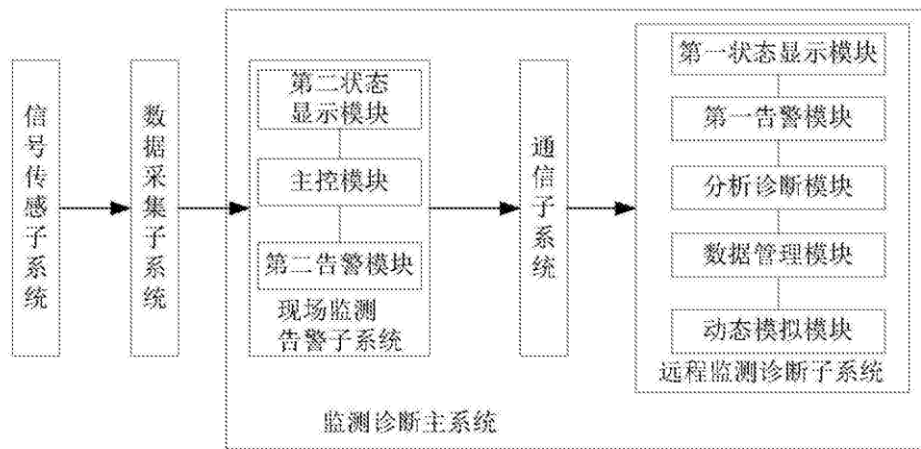 信号传感子系统
数据采集子系统
第二状态
显示模块
主控模块
第二告警模块
现场监测
告警子系统
通信子系统
第一状态显示模块
第一告警模块
分析诊断模块
数据管理模块
动态模拟模块
远程监测诊断子系统
监测诊断主系统